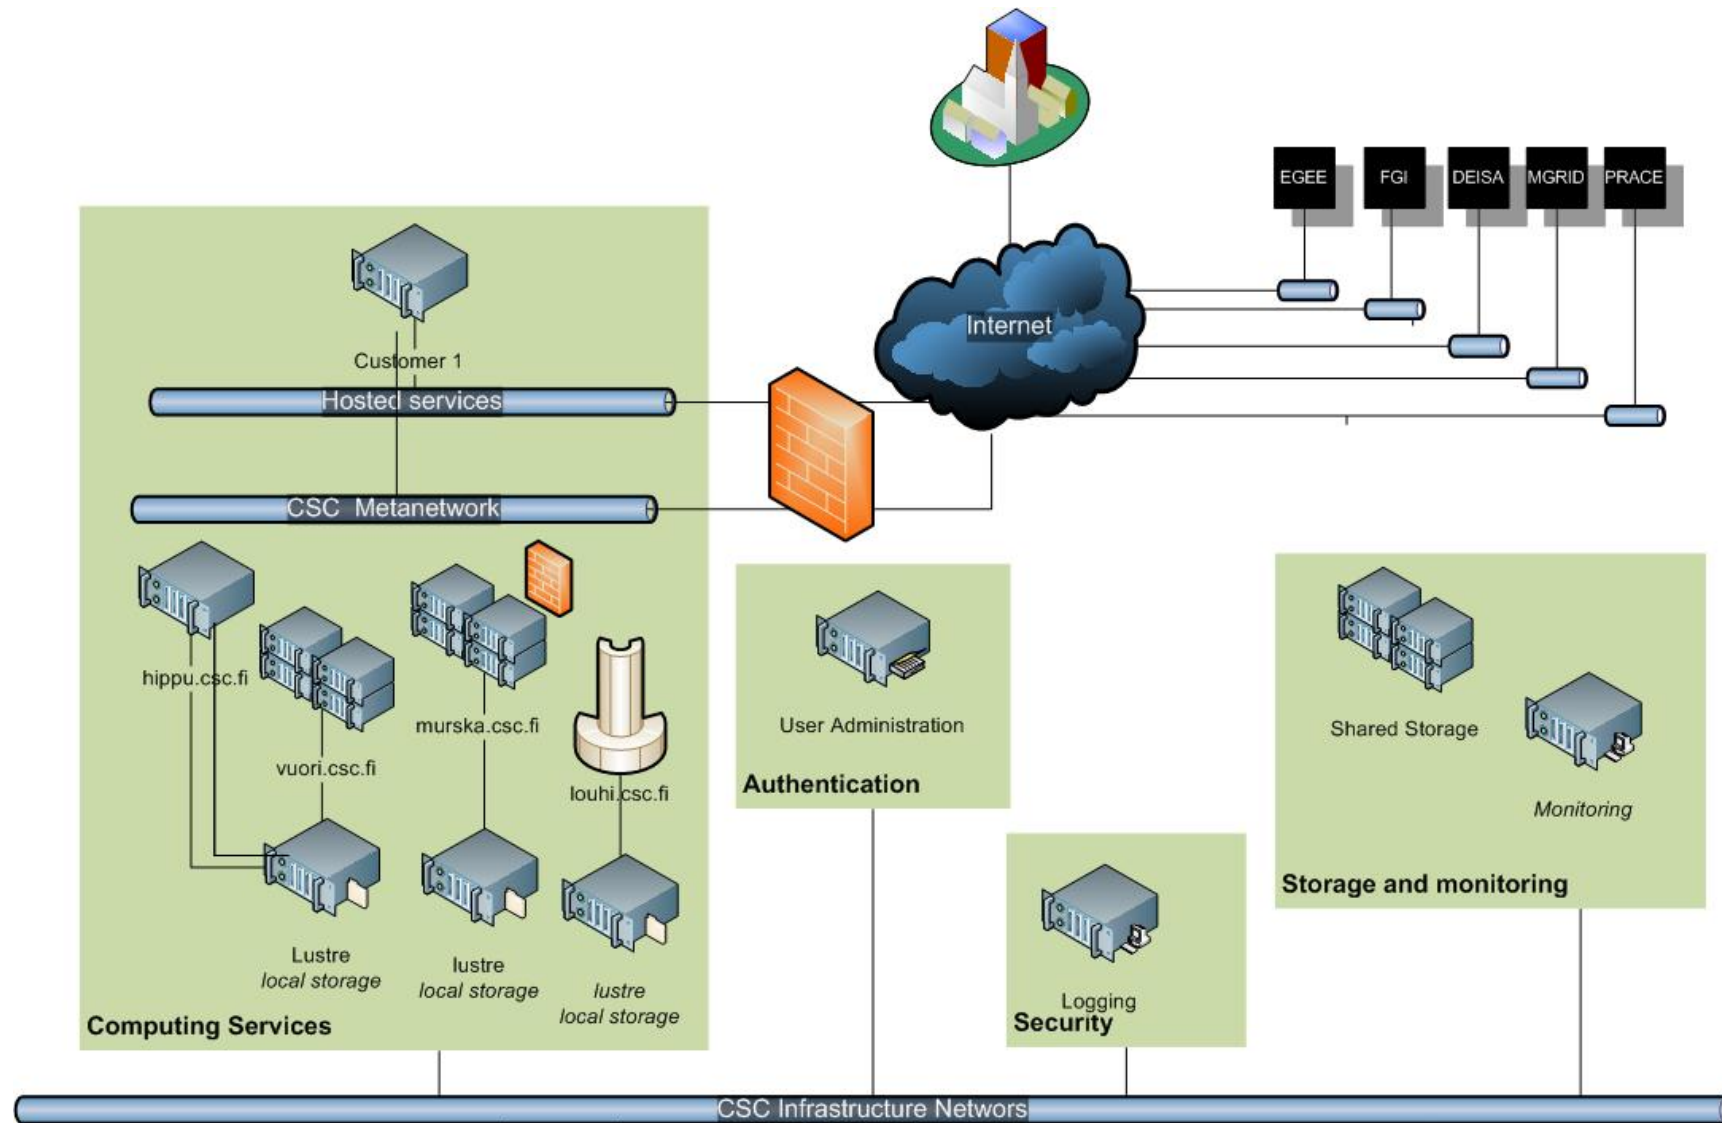 EGEE
FGI
DEISA
MGRID
PRACE
Internet
Customer 1
Hosted services
CSC Metanetwork
hippu.csc.fi
vuori.csc.fi
murska.csc.fi
louhi.csc.fi
Lustre
local storage
lustre
local storage
lustre
local storage
Computing Services
User Administration
Authentication
Logging
Security
Shared Storage
Monitoring
Storage and monitoring
CSC Infrastructure Networs